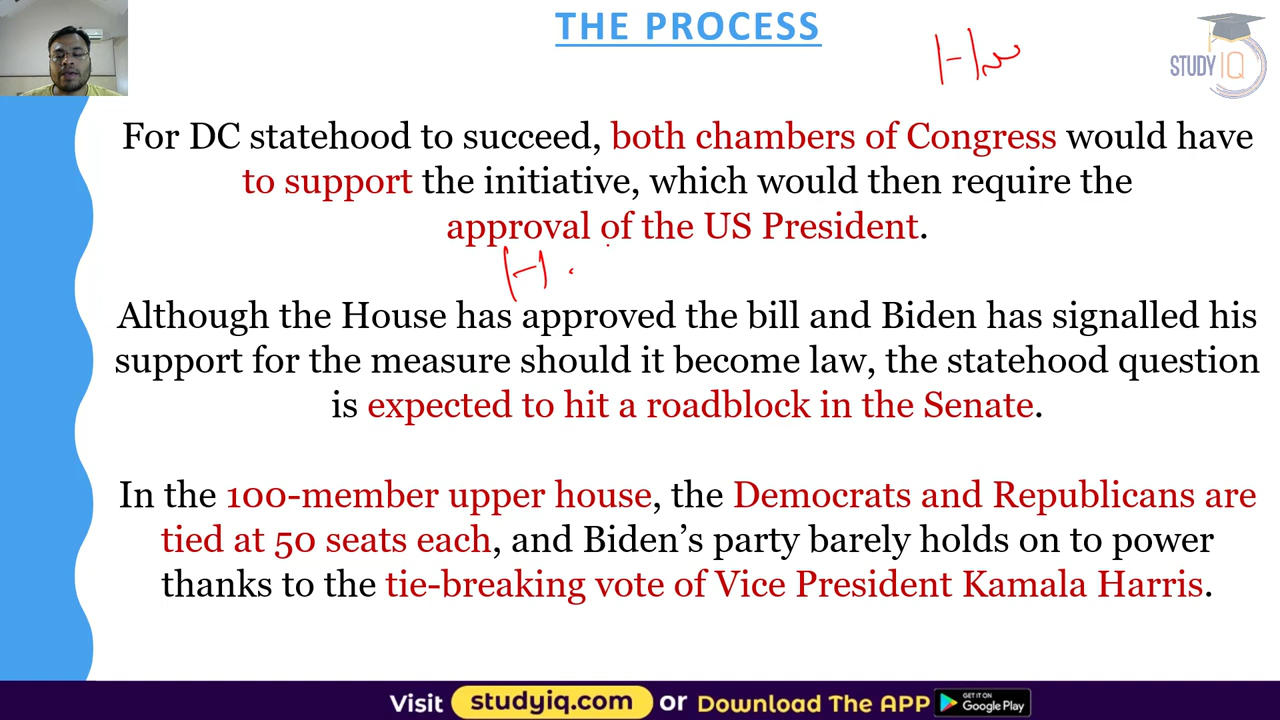 THE PROCESS
STUDY IQ
For DC statehood to succeed, both chambers of Congress would have
to support the initiative, which would then require the
approval of the US President.
Although the House has approved the bill and Biden has signalled his
support for the measure should it become law, the statehood question
is expected to hit a roadblock in the Senate.
In the 100-member upper house, the Democrats and Republicans are
tied at 50 seats each, and Biden’s party barely holds on to power
thanks to the tie-breaking vote of Vice President Kamala Harris.
Visit studyiq.com or Download The APP GET IT ON Google Play